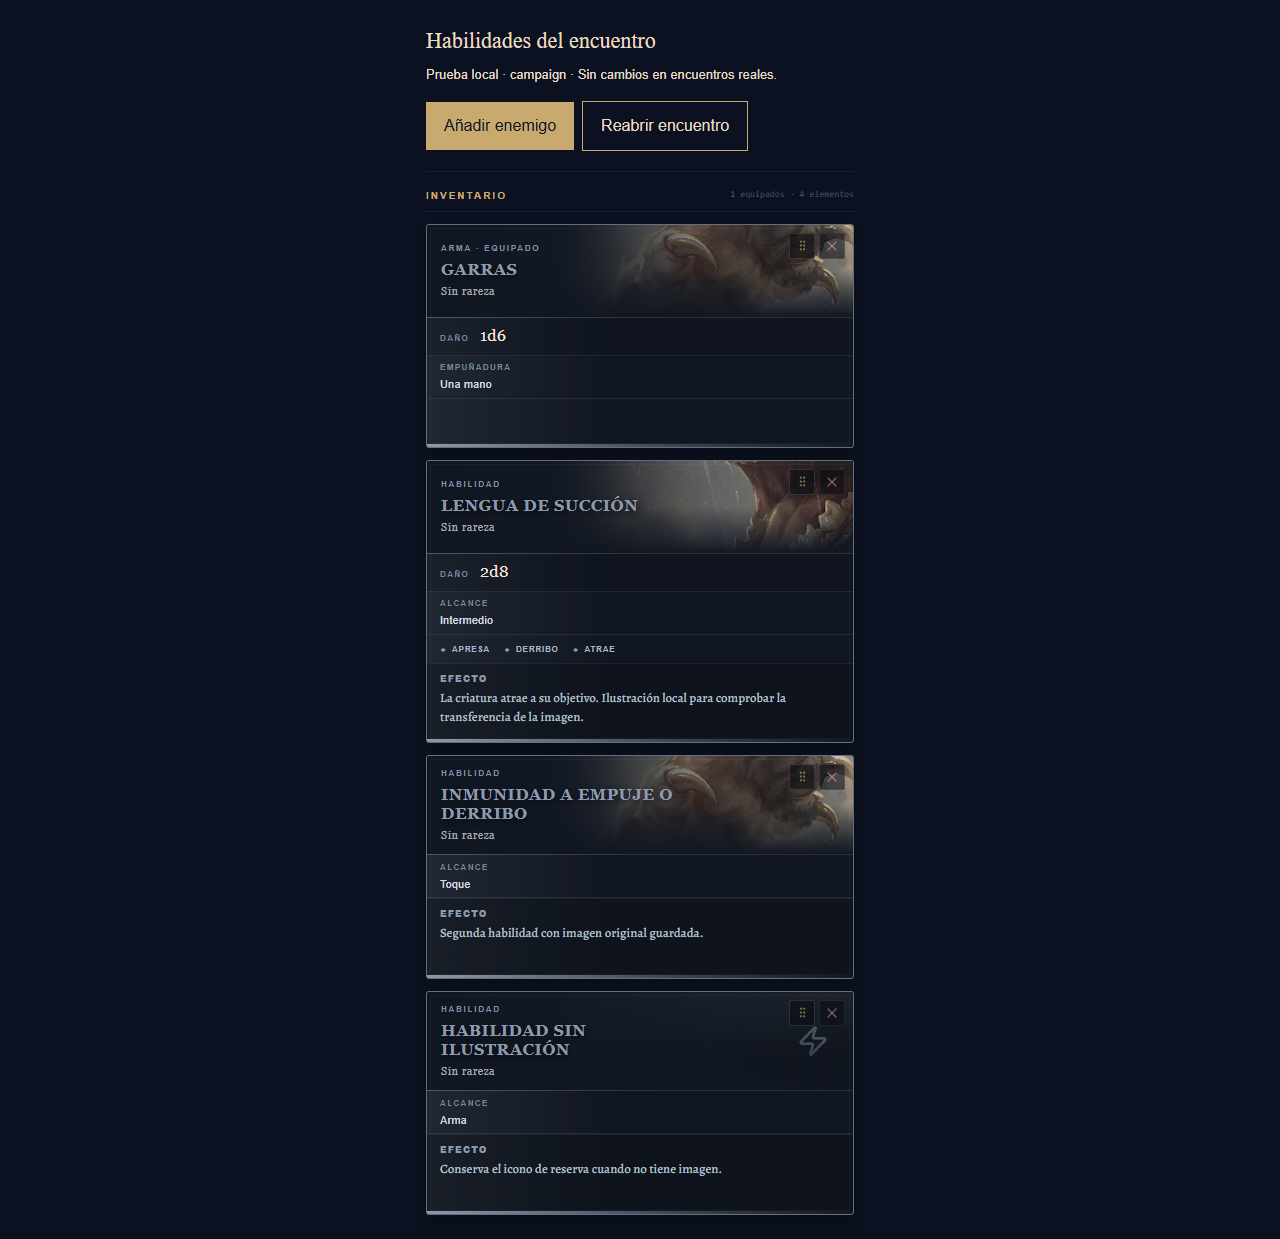 Habilidades del encuentro
Prueba local · campaign · Sin cambios en encuentros reales.
Añadir enemigo
Reabrir encuentro
INVENTARIO
1 equipados · 4 elementos
ARMA · EQUIPADO
GARRAS
Sin rareza
DAÑO 1d6
EMPUÑADURA
Una mano
HABILIDAD
LENGUA DE SUCCIÓN
Sin rareza
DAÑO 2d8
ALCANCE
Intermedio
APRESA DERRIBO ATRAE
EFECTO
La criatura atrae a su objetivo. Ilustración local para comprobar la
transferencia de la imagen.
HABILIDAD
INMUNIDAD A EMPUJE O
DERRIBO
Sin rareza
ALCANCE
Toque
EFECTO
Segunda habilidad con imagen original guardada.
HABILIDAD
HABILIDAD SIN
ILUSTRACIÓN
Sin rareza
ALCANCE
Arma
EFECTO
Conserva el icono de reserva cuando no tiene imagen.